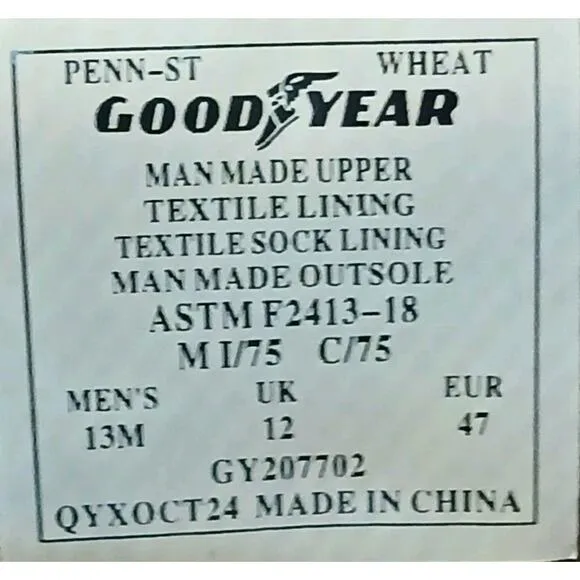 PENN-ST WHEAT
GOODYEAR
MAN MADE UPPER
TEXTILE LINING
TEXTILE SOCK LINING
MAN MADE OUTSOLE
ASTM F2413-18
M I/75 C/75
MEN'S UK EUR
13M 12 47
GY207702
QYXOCT24 MADE IN CHINA